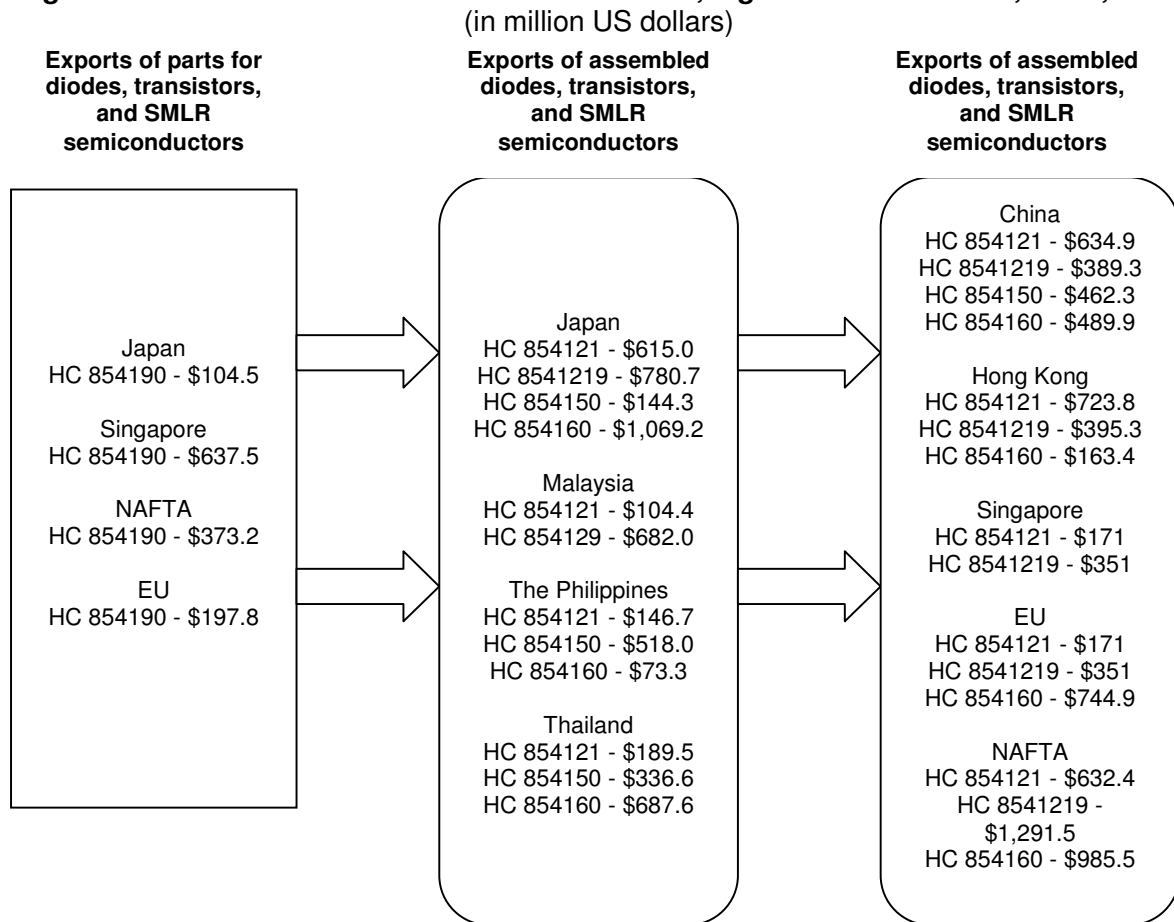 (in million US dollars)
Exports of parts for
diodes, transistors,
and SMLR
semiconductors
Japan
HC 854190 - $104.5
Singapore
HC 854190 - $637.5
NAFTA
HC 854190 - $373.2
EU
HC 854190 - $197.8
Exports of assembled
diodes, transistors,
and SMLR
semiconductors
Japan
HC 854121 - $615.0
HC 8541219 - $780.7
HC 854150 - $144.3
HC 854160 - $1,069.2
Malaysia
HC 854121 - $104.4
HC 854129 - $682.0
The Philippines
HC 854121 - $146.7
HC 854150 - $518.0
HC 854160 - $73.3
Thailand
HC 854121 - $189.5
HC 854150 - $336.6
HC 854160 - $687.6
Exports of assembled
diodes, transistors,
and SMLR
semiconductors
China
HC 854121 - $634.9
HC 8541219 - $389.3
HC 854150 - $462.3
HC 854160 - $489.9
Hong Kong
HC 854121 - $723.8
HC 8541219 - $395.3
HC 854160 - $163.4
Singapore
HC 854121 - $171
HC 8541219 - $351
EU
HC 854121 - $171
HC 8541219 - $351
HC 854160 - $744.9
NAFTA
HC 854121 - $632.4
HC 8541219 -
$1,291.5
HC 854160 - $985.5